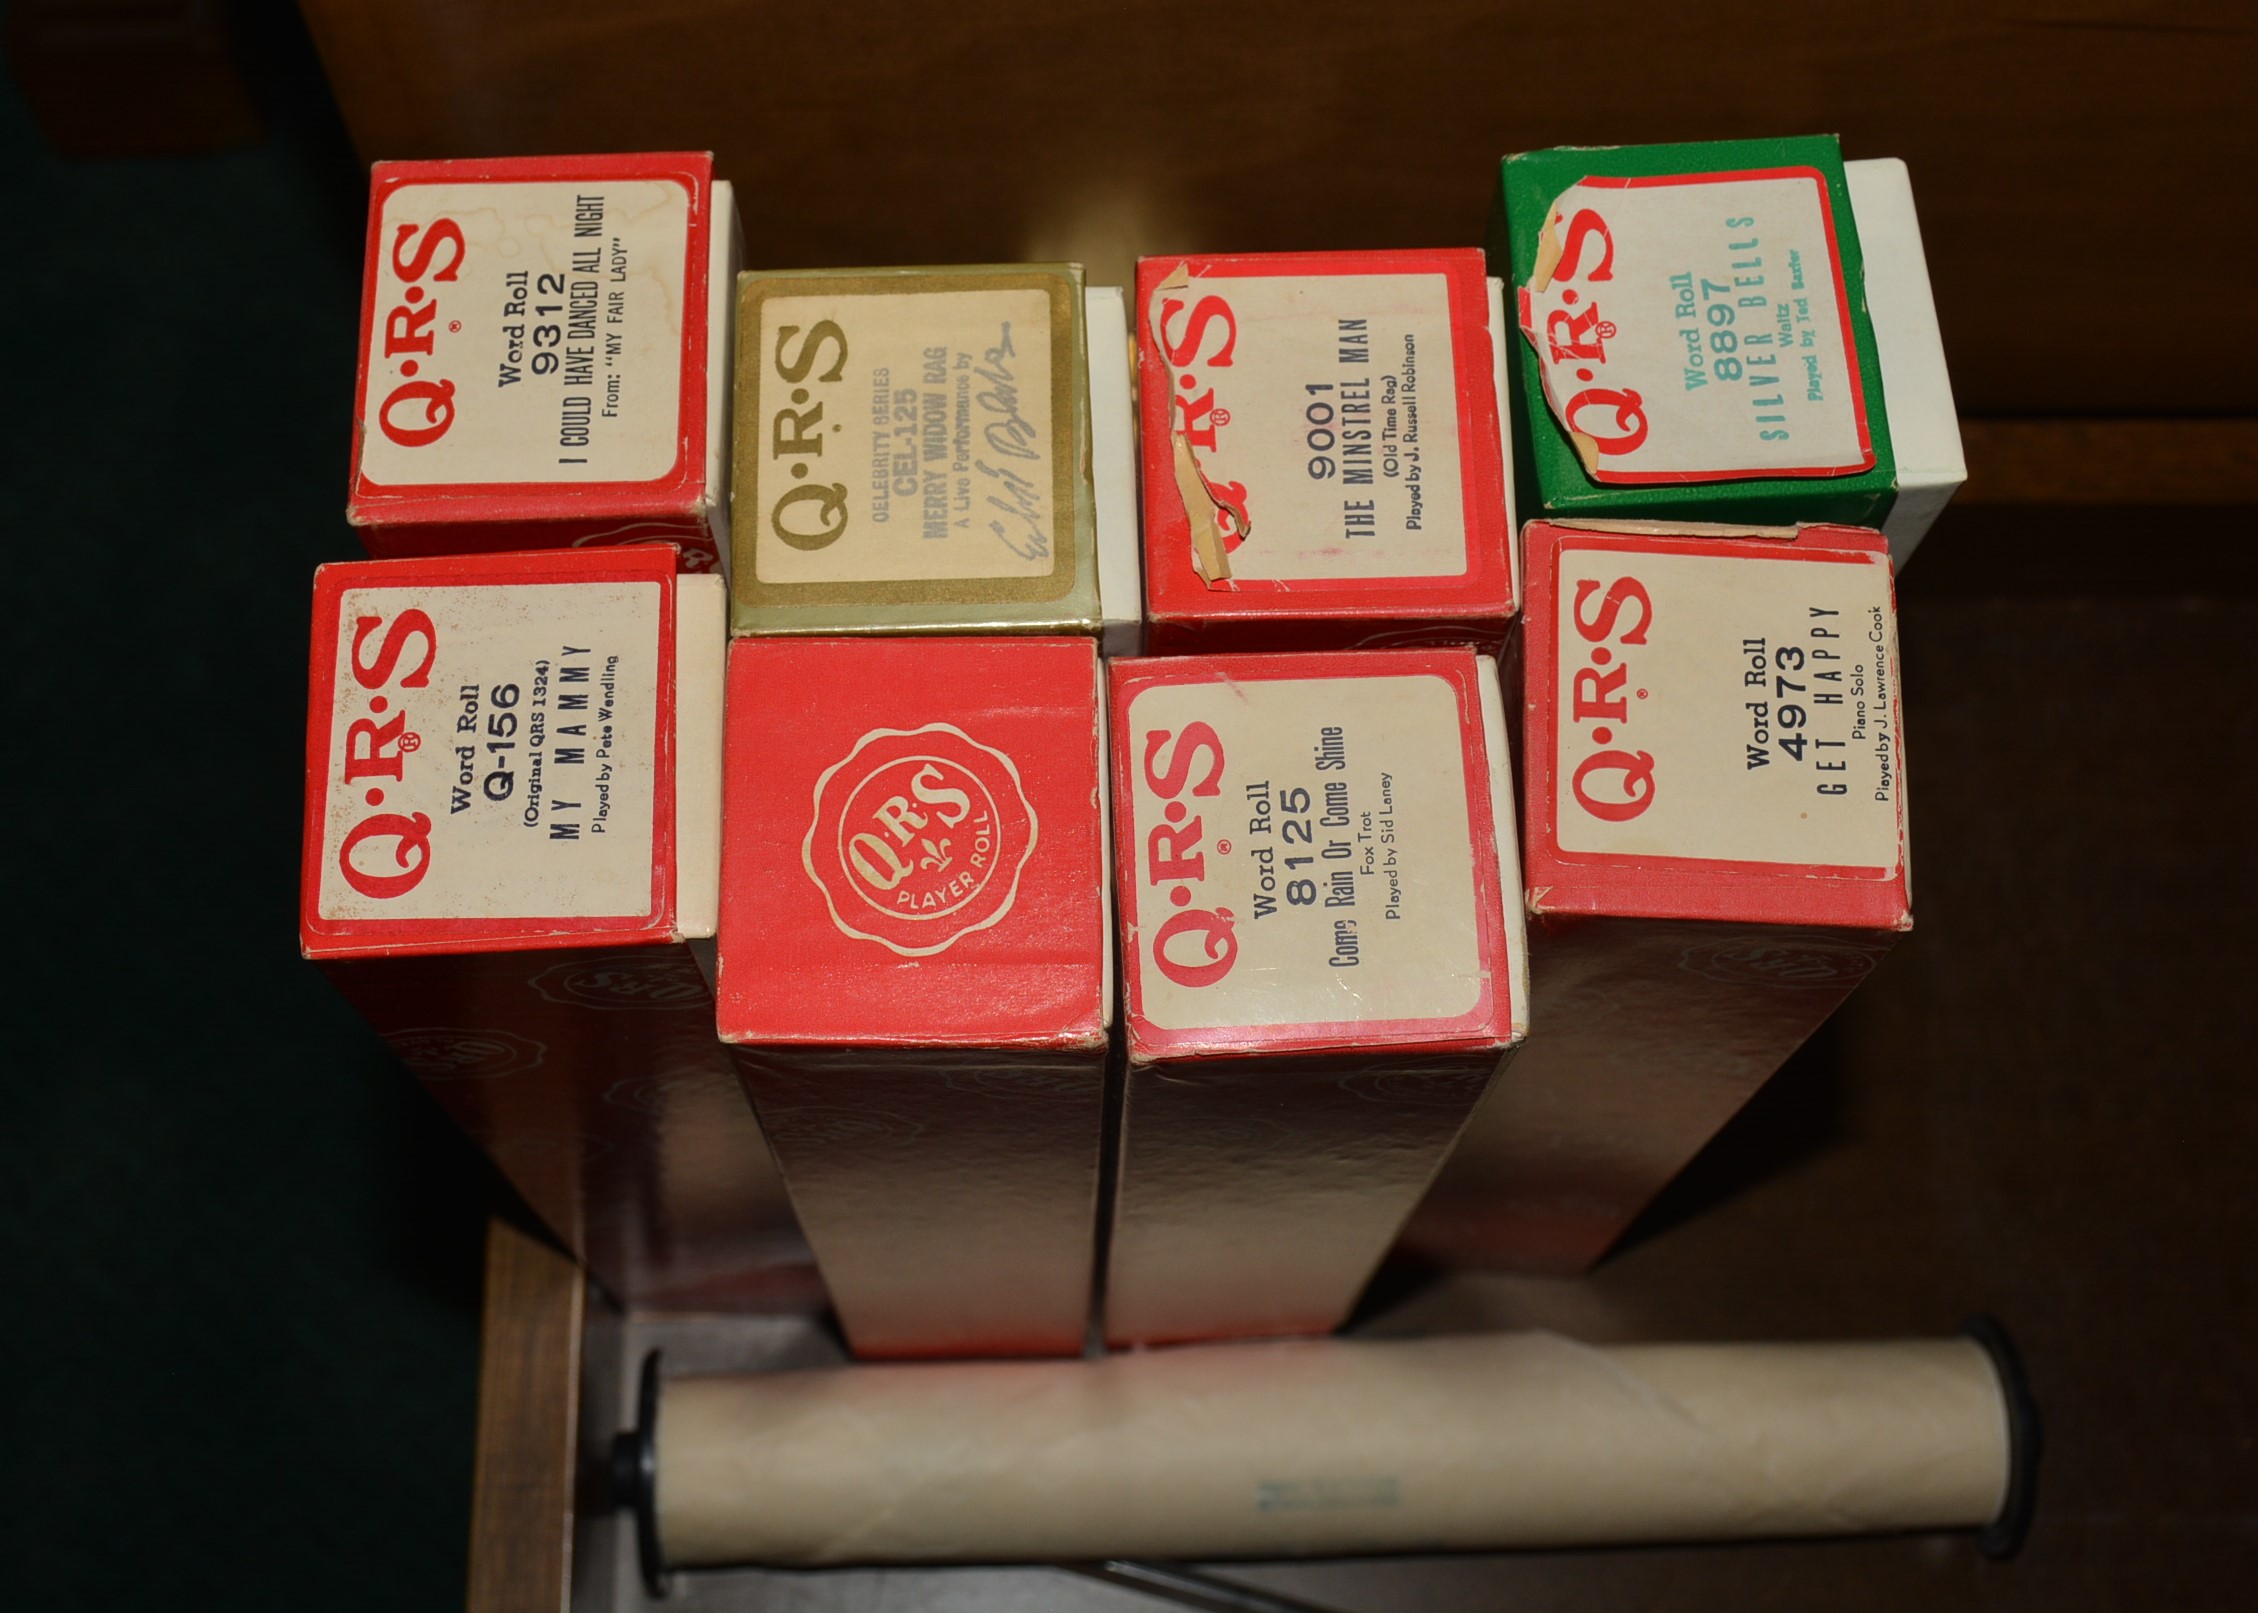 Q·R·S®
Word Roll
9312
I COULD HAVE DANCED ALL NIGHT
From: "MY FAIR LADY"
Q·R·S
CELEBRITY SERIES
CEL-125
MERRY WIDOW RAG
A Live Performance by
Q·R·S®
9001
THE MINSTREL MAN
(Old Time Rag)
Played by J. Russell Robinson
Q·R·S®
Word Roll
8897
SILVER BELLS
Waltz
Played by Ted Baxter
Q·R·S®
Word Roll
Q-156
(Original QRS 1324)
MY MAMMY
Played by Pete Wendling
Q·R·S
PLAYER ROLL
Q·R·S®
Word Roll
8125
Come Rain Or Come Shine
Fox Trot
Played by Sid Laney
Q·R·S®
Word Roll
4973
GET HAPPY
Piano Solo
Played by J. Lawrence Cook
QRS